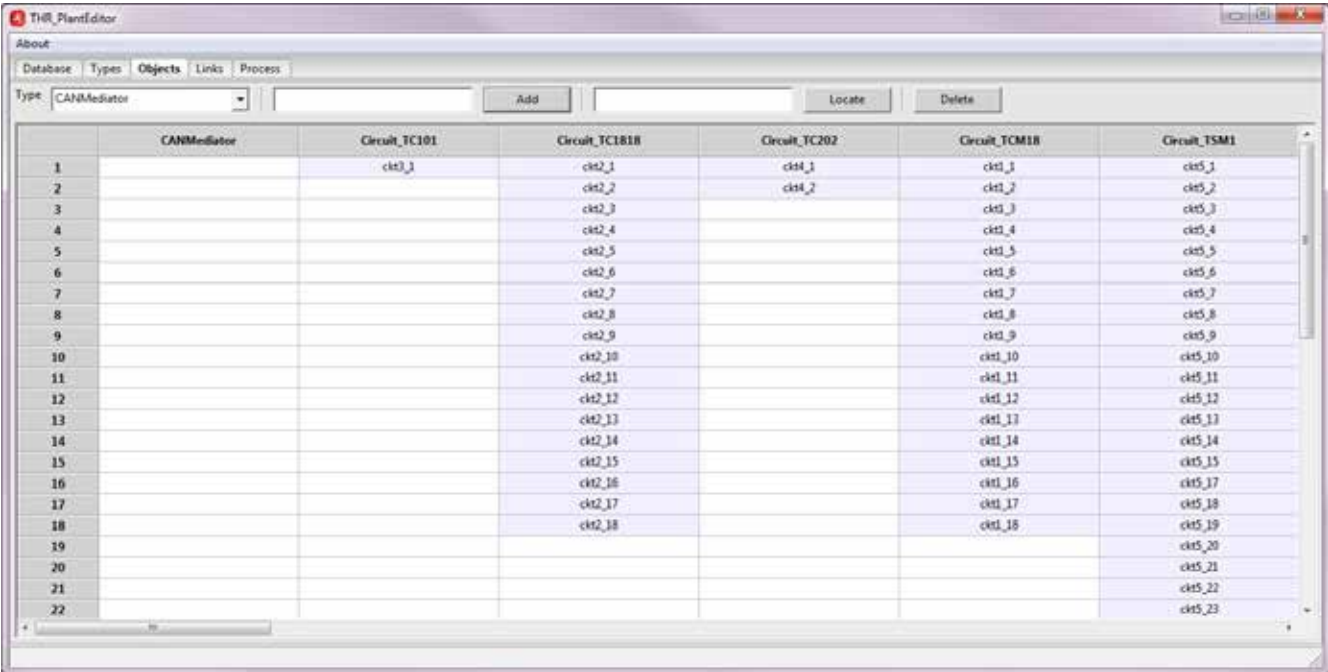 THR_PlantEditor
About
Database Types Objects Links Process
Type CANMediator Add Locate Delete
CANMediator Circuit_TC101 Circuit_TC1818 Circuit_TC202 Circuit_TCM18 Circuit_TSM1
1 ckt3_1 ckt2_1 ckt4_1 ckt1_1 ckt5_1
2 ckt2_2 ckt4_2 ckt1_2 ckt5_2
3 ckt2_3 ckt1_3 ckt5_3
4 ckt2_4 ckt1_4 ckt5_4
5 ckt2_5 ckt1_5 ckt5_5
6 ckt2_6 ckt1_6 ckt5_6
7 ckt2_7 ckt1_7 ckt5_7
8 ckt2_8 ckt1_8 ckt5_8
9 ckt2_9 ckt1_9 ckt5_9
10 ckt2_10 ckt1_10 ckt5_10
11 ckt2_11 ckt1_11 ckt5_11
12 ckt2_12 ckt1_12 ckt5_12
13 ckt2_13 ckt1_13 ckt5_13
14 ckt2_14 ckt1_14 ckt5_14
15 ckt2_15 ckt1_15 ckt5_15
16 ckt2_16 ckt1_16 ckt5_17
17 ckt2_17 ckt1_17 ckt5_18
18 ckt2_18 ckt1_18 ckt5_19
19 ckt5_20
20 ckt5_21
21 ckt5_22
22 ckt5_23